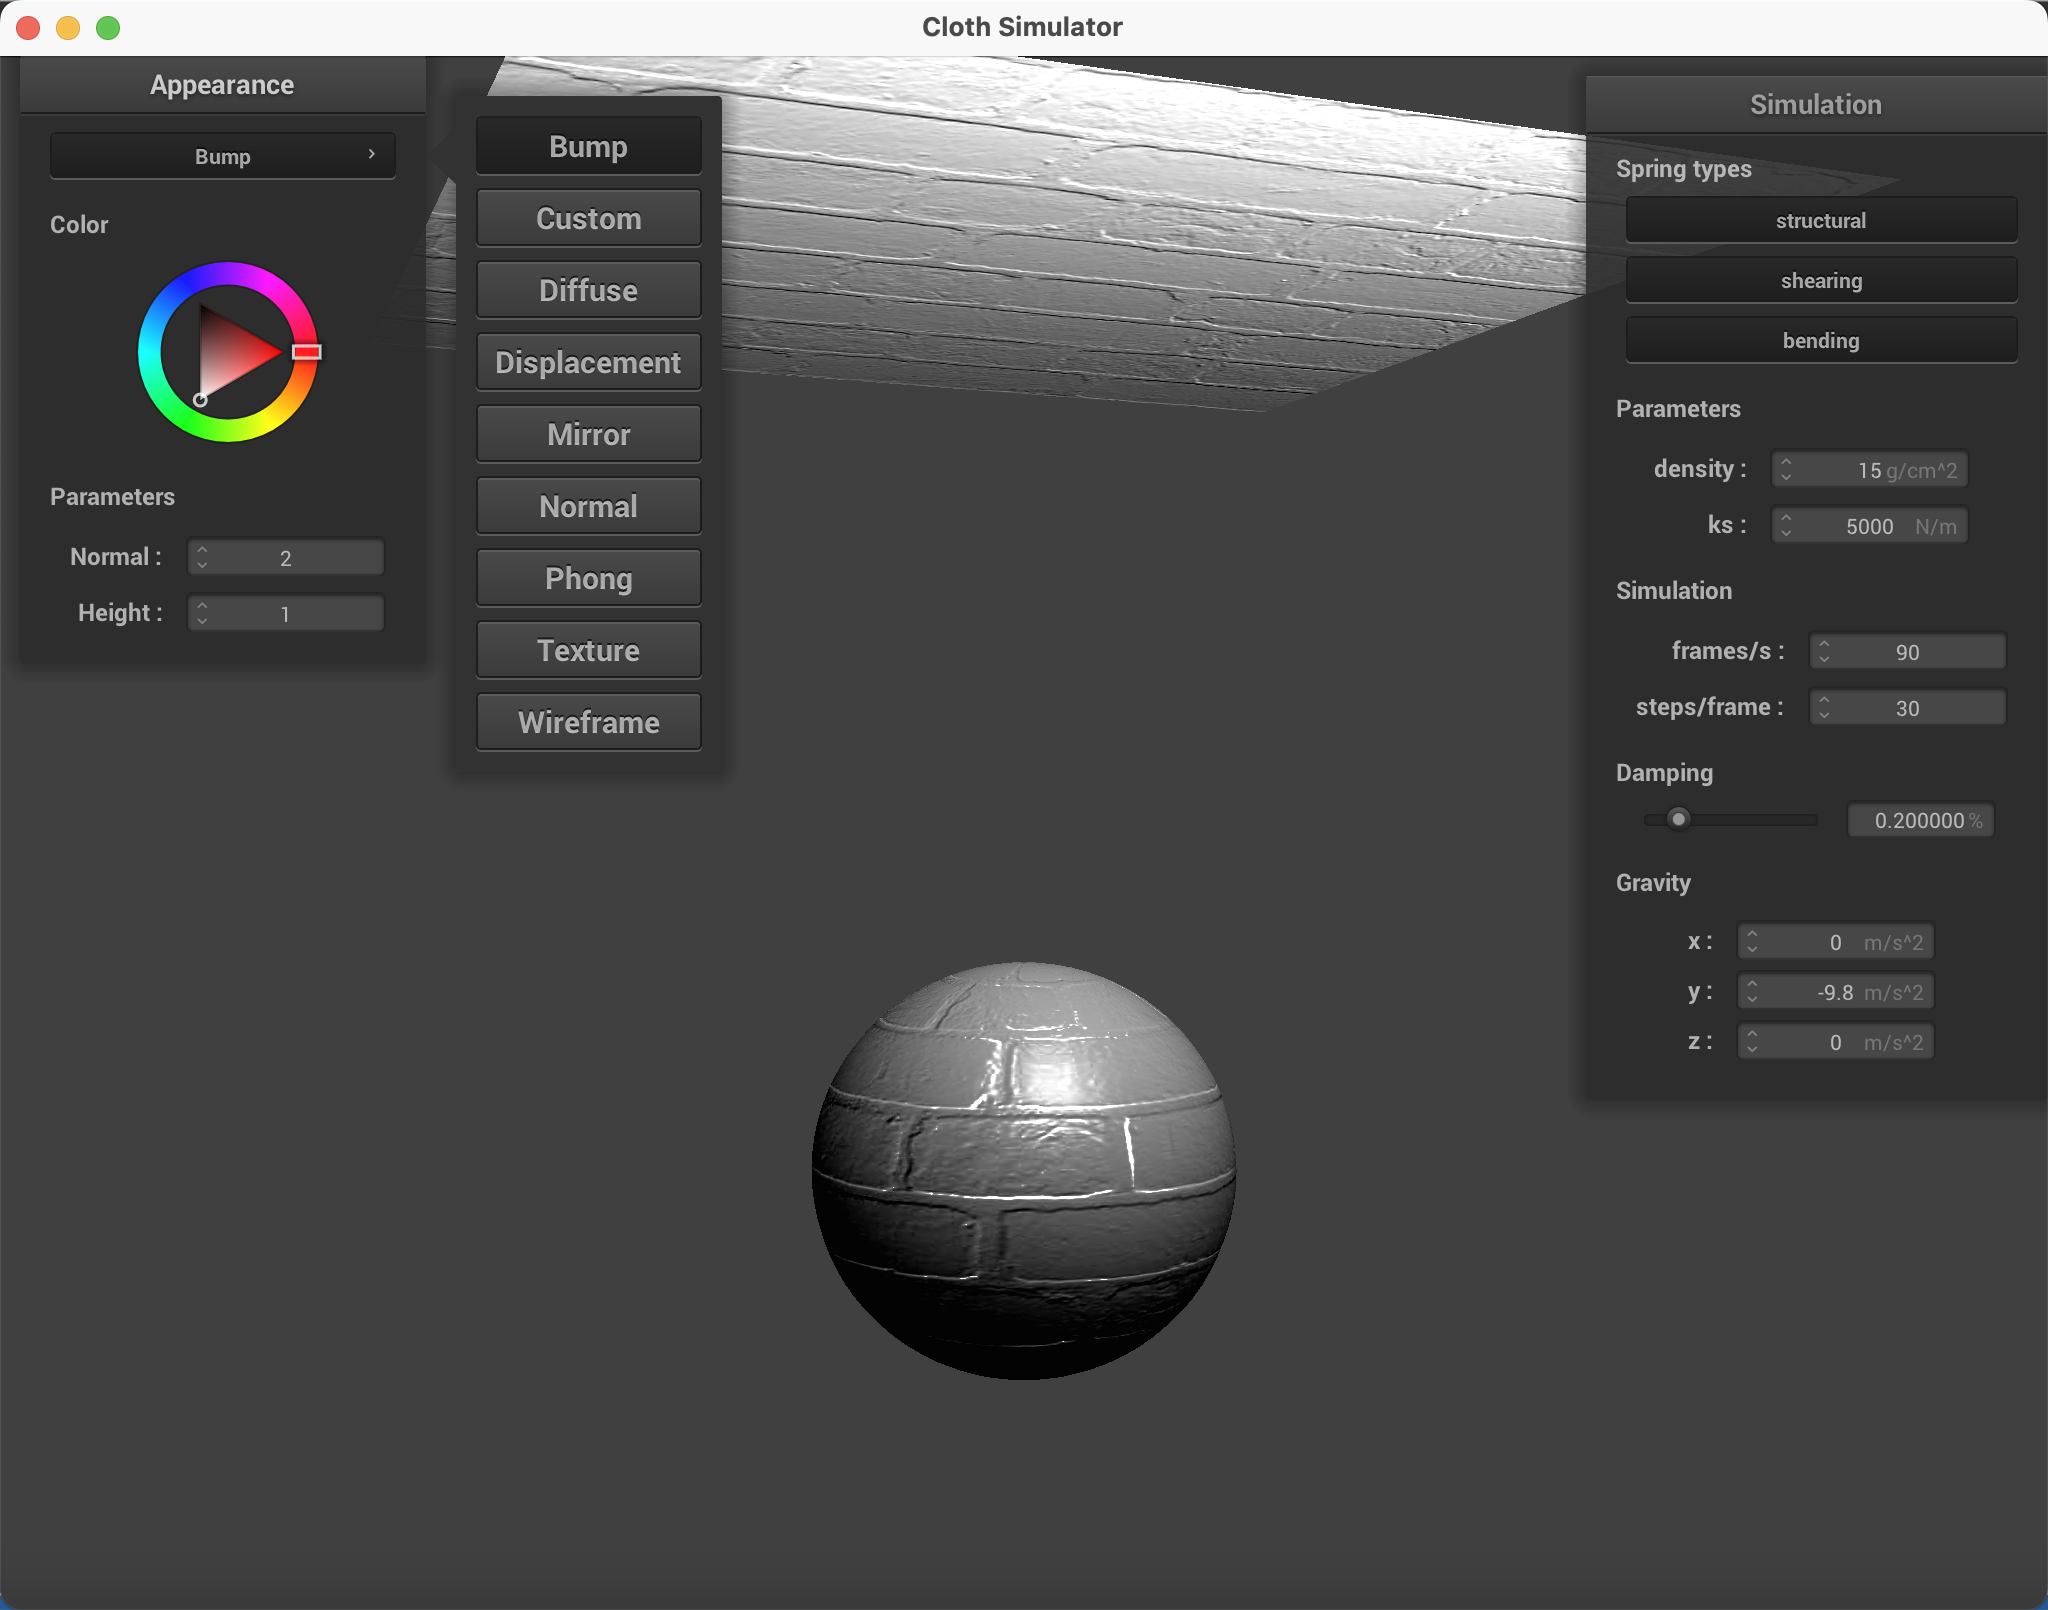 Cloth Simulator
Appearance
Bump
Color
Parameters
Normal : 2
Height : 1
Bump
Custom
Diffuse
Displacement
Mirror
Normal
Phong
Texture
Wireframe
Simulation
Spring types
structural
shearing
bending
Parameters
density : 15 g/cm^2
ks : 5000 N/m
Simulation
frames/s : 90
steps/frame : 30
Damping
0.200000 %
Gravity
x : 0 m/s^2
y : -9.8 m/s^2
z : 0 m/s^2